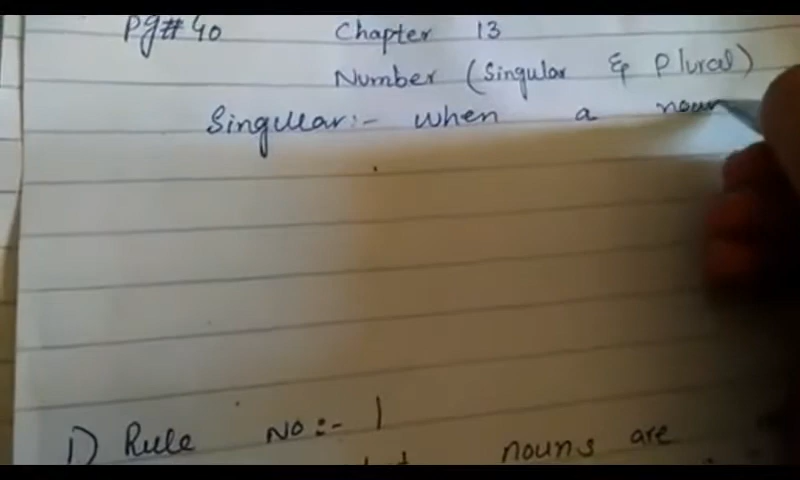 Pg# 40 Chapter 13
Number (Singular & Plural)
Singular:- when a noun
1) Rule No:- 1
nouns are